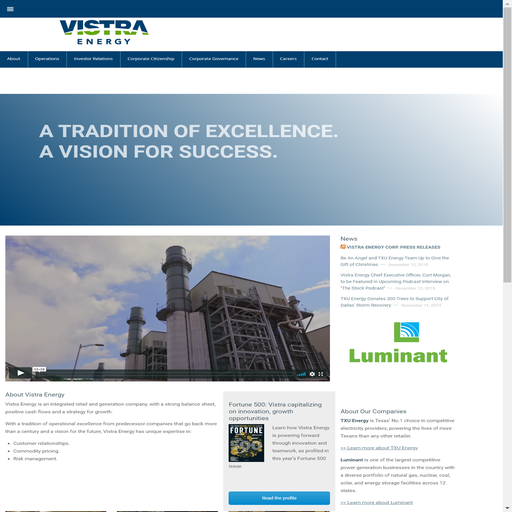 VISTRA
ENERGY
About
Operations
Investor Relations
Corporate Citizenship
Corporate Governance
News
Careers
Contact
A TRADITION OF EXCELLENCE.
A VISION FOR SUCCESS.
News
VISTRA ENERGY CORP. PRESS RELEASES
Be An Angel and TXU Energy Team Up to Give the
Gift of Christmas
Vistra Energy Chief Executive Officer, Curt Morgan,
to be Featured in Upcoming Podcast Interview on
"The Stock Podcast"
TXU Energy Donates 300 Trees to Support City of
Dallas' Storm Recovery
Luminant
About Vistra Energy
Vistra Energy is an integrated retail and generation company, with a strong balance sheet,
positive cash flows and a strategy for growth.
With a tradition of operational excellence from predecessor companies that go back more
than a century and a vision for the future, Vistra Energy has unique expertise in:
Customer relationships.
Commodity pricing.
Risk management.
Fortune 500: Vistra capitalizing
on innovation, growth
opportunities
FORTUNE
500
Learn how Vistra Energy
is powering forward
through innovation and
teamwork, as profiled in
this year's Fortune 500
issue.
Read the profile
About Our Companies
TXU Energy is Texas' No.1 choice in competitive
electricity providers, powering the lives of more
Texans than any other retailer.
>> Learn more about TXU Energy
Luminant is one of the largest competitive
power generation businesses in the country with
a diverse portfolio of natural gas, nuclear, coal,
solar, and energy storage facilities across 12
states.
>> Learn more about Luminant